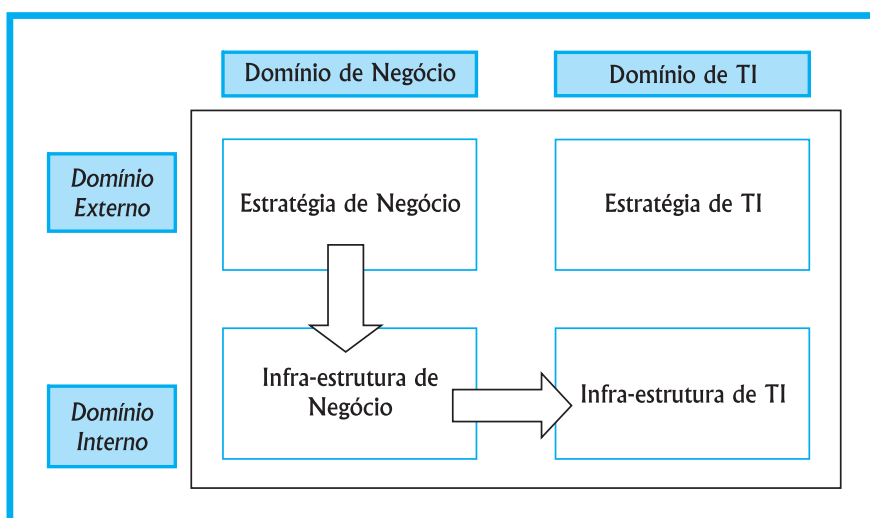 Domínio de Negócio
Domínio de TI
Domínio
Externo
Estratégia de Negócio
Estratégia de TI
Domínio
Interno
Infra-estrutura de
Negócio
Infra-estrutura de TI